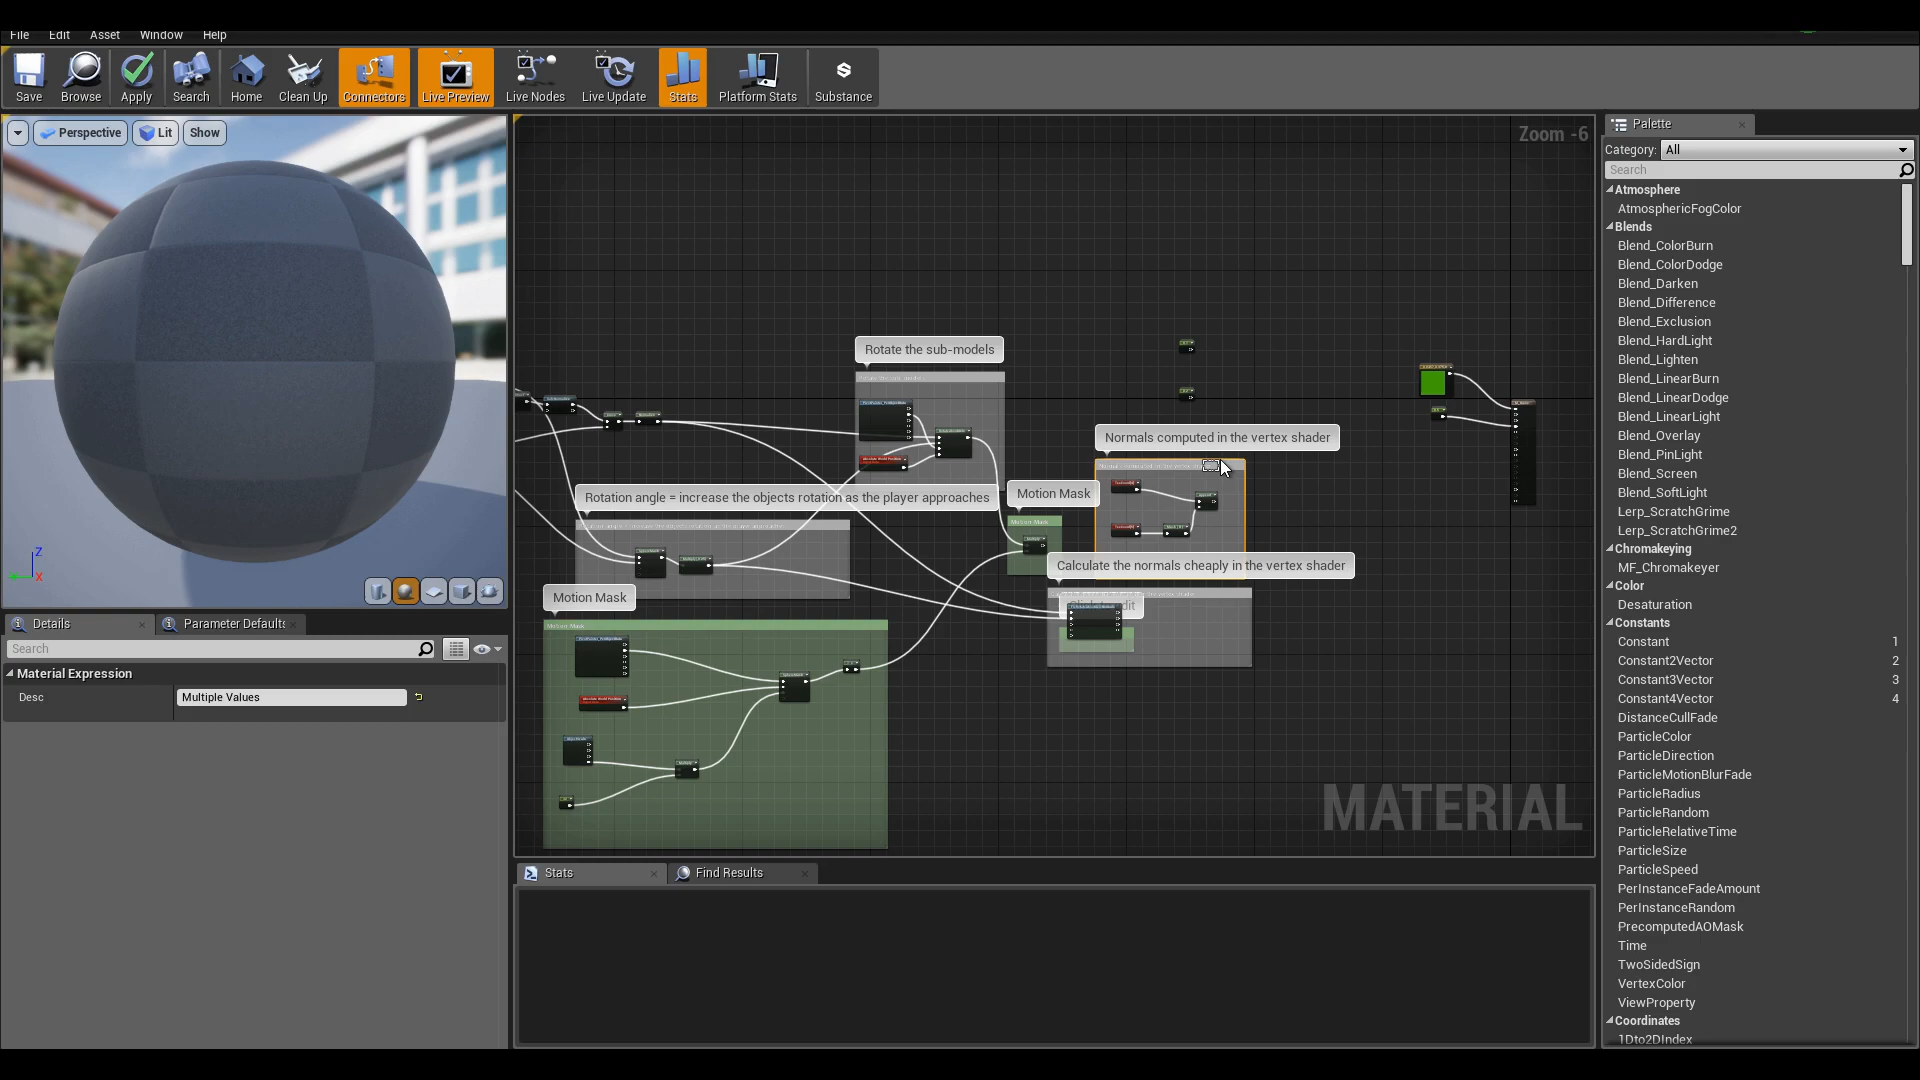 File Edit Asset Window Help
Save Browse Apply Search Home Clean Up Connectors Live Preview Live Nodes Live Update Stats Platform Stats Substance
Perspective Lit Show
Zoom -6
Rotate the sub-models
Normals computed in the vertex shader
Rotation angle = increase the objects rotation as the player approaches
Motion Mask
Motion Mask
Calculate the normals cheaply in the vertex shader
Motion Mask
Motion Mask
MATERIAL
Z
X
Details Parameter Defaults
Search
Material Expression
Desc Multiple Values
Stats Find Results
Palette
Category: All
Search
Atmosphere
AtmosphericFogColor
Blends
Blend_ColorBurn
Blend_ColorDodge
Blend_Darken
Blend_Difference
Blend_Exclusion
Blend_HardLight
Blend_Lighten
Blend_LinearBurn
Blend_LinearDodge
Blend_LinearLight
Blend_Overlay
Blend_PinLight
Blend_Screen
Blend_SoftLight
Lerp_ScratchGrime
Lerp_ScratchGrime2
Chromakeying
MF_Chromakeyer
Color
Desaturation
Constants
Constant 1
Constant2Vector 2
Constant3Vector 3
Constant4Vector 4
DistanceCullFade
ParticleColor
ParticleDirection
ParticleMotionBlurFade
ParticleRadius
ParticleRandom
ParticleRelativeTime
ParticleSize
ParticleSpeed
PerInstanceFadeAmount
PerInstanceRandom
PrecomputedAOMask
Time
TwoSidedSign
VertexColor
ViewProperty
Coordinates
1Dto2DIndex